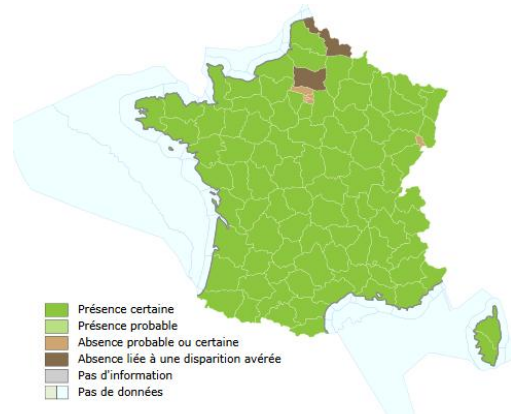 Présence certaine
Présence probable
Absence probable ou certaine
Absence liée à une disparition avérée
Pas d'information
Pas de données